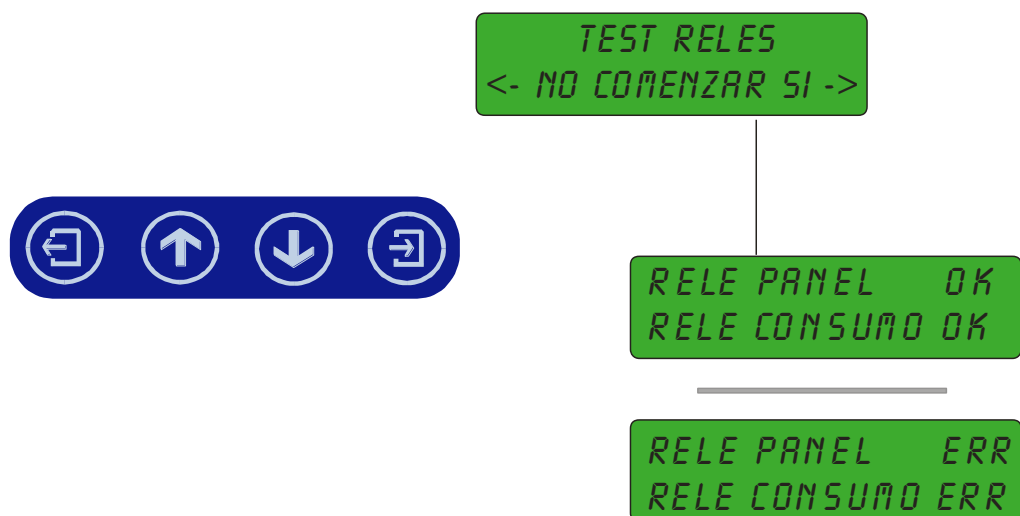 TEST RELES
<- NO COMENZAR SI ->
RELE PANEL OK
RELE CONSUMO OK
RELE PANEL ERR
RELE CONSUMO ERR